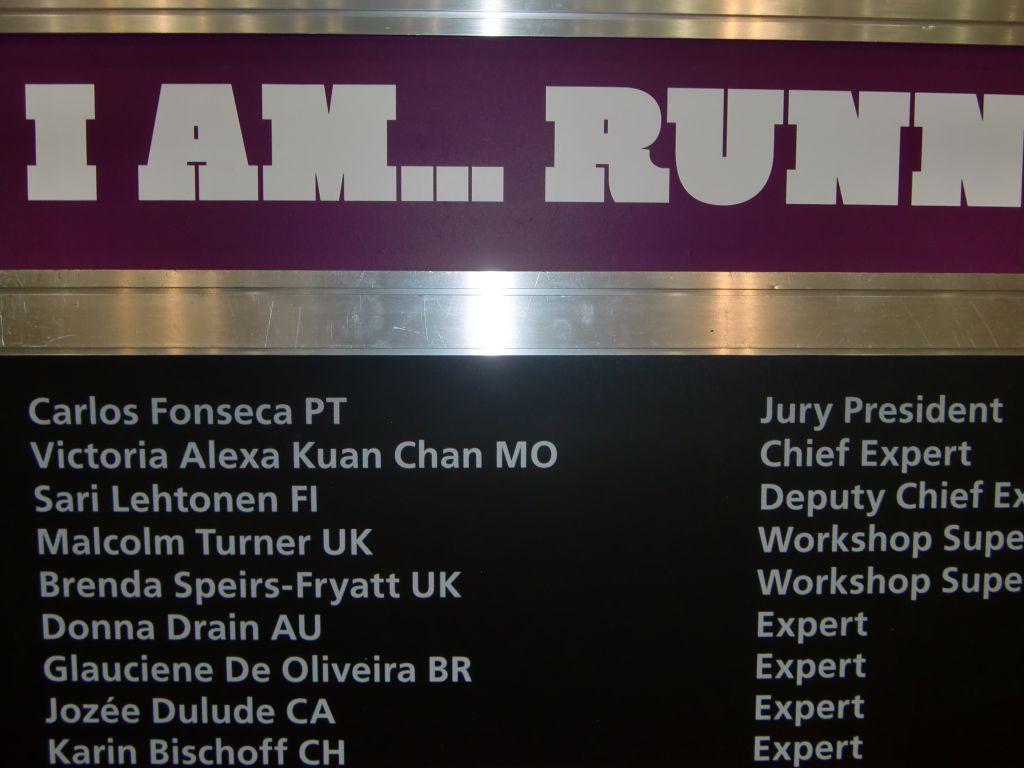 I AM... RUNN
Carlos Fonseca PT Jury President
Victoria Alexa Kuan Chan MO Chief Expert
Sari Lehtonen FI Deputy Chief Ex
Malcolm Turner UK Workshop Supe
Brenda Speirs-Fryatt UK Workshop Supe
Donna Drain AU Expert
Glauciene De Oliveira BR Expert
Jozée Dulude CA Expert
Karin Bischoff CH Expert